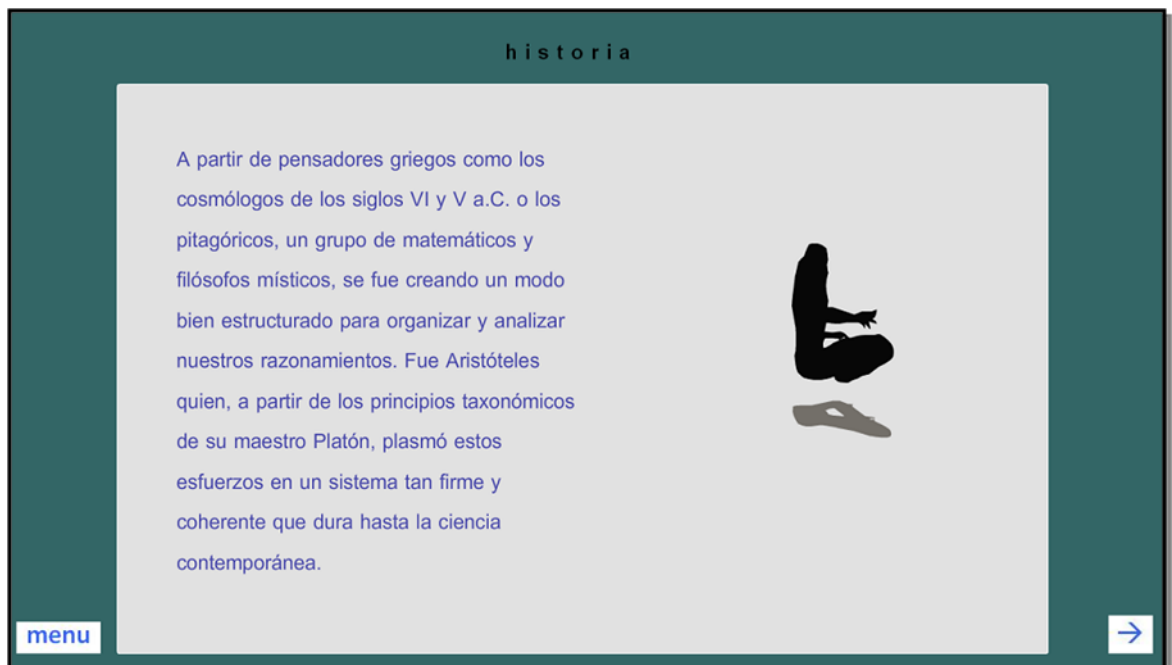 historia
A partir de pensadores griegos como los
cosmólogos de los siglos VI y V a.C. o los
pitagóricos, un grupo de matemáticos y
filósofos místicos, se fue creando un modo
bien estructurado para organizar y analizar
nuestros razonamientos. Fue Aristóteles
quien, a partir de los principios taxonómicos
de su maestro Platón, plasmó estos
esfuerzos en un sistema tan firme y
coherente que dura hasta la ciencia
contemporánea.
menu